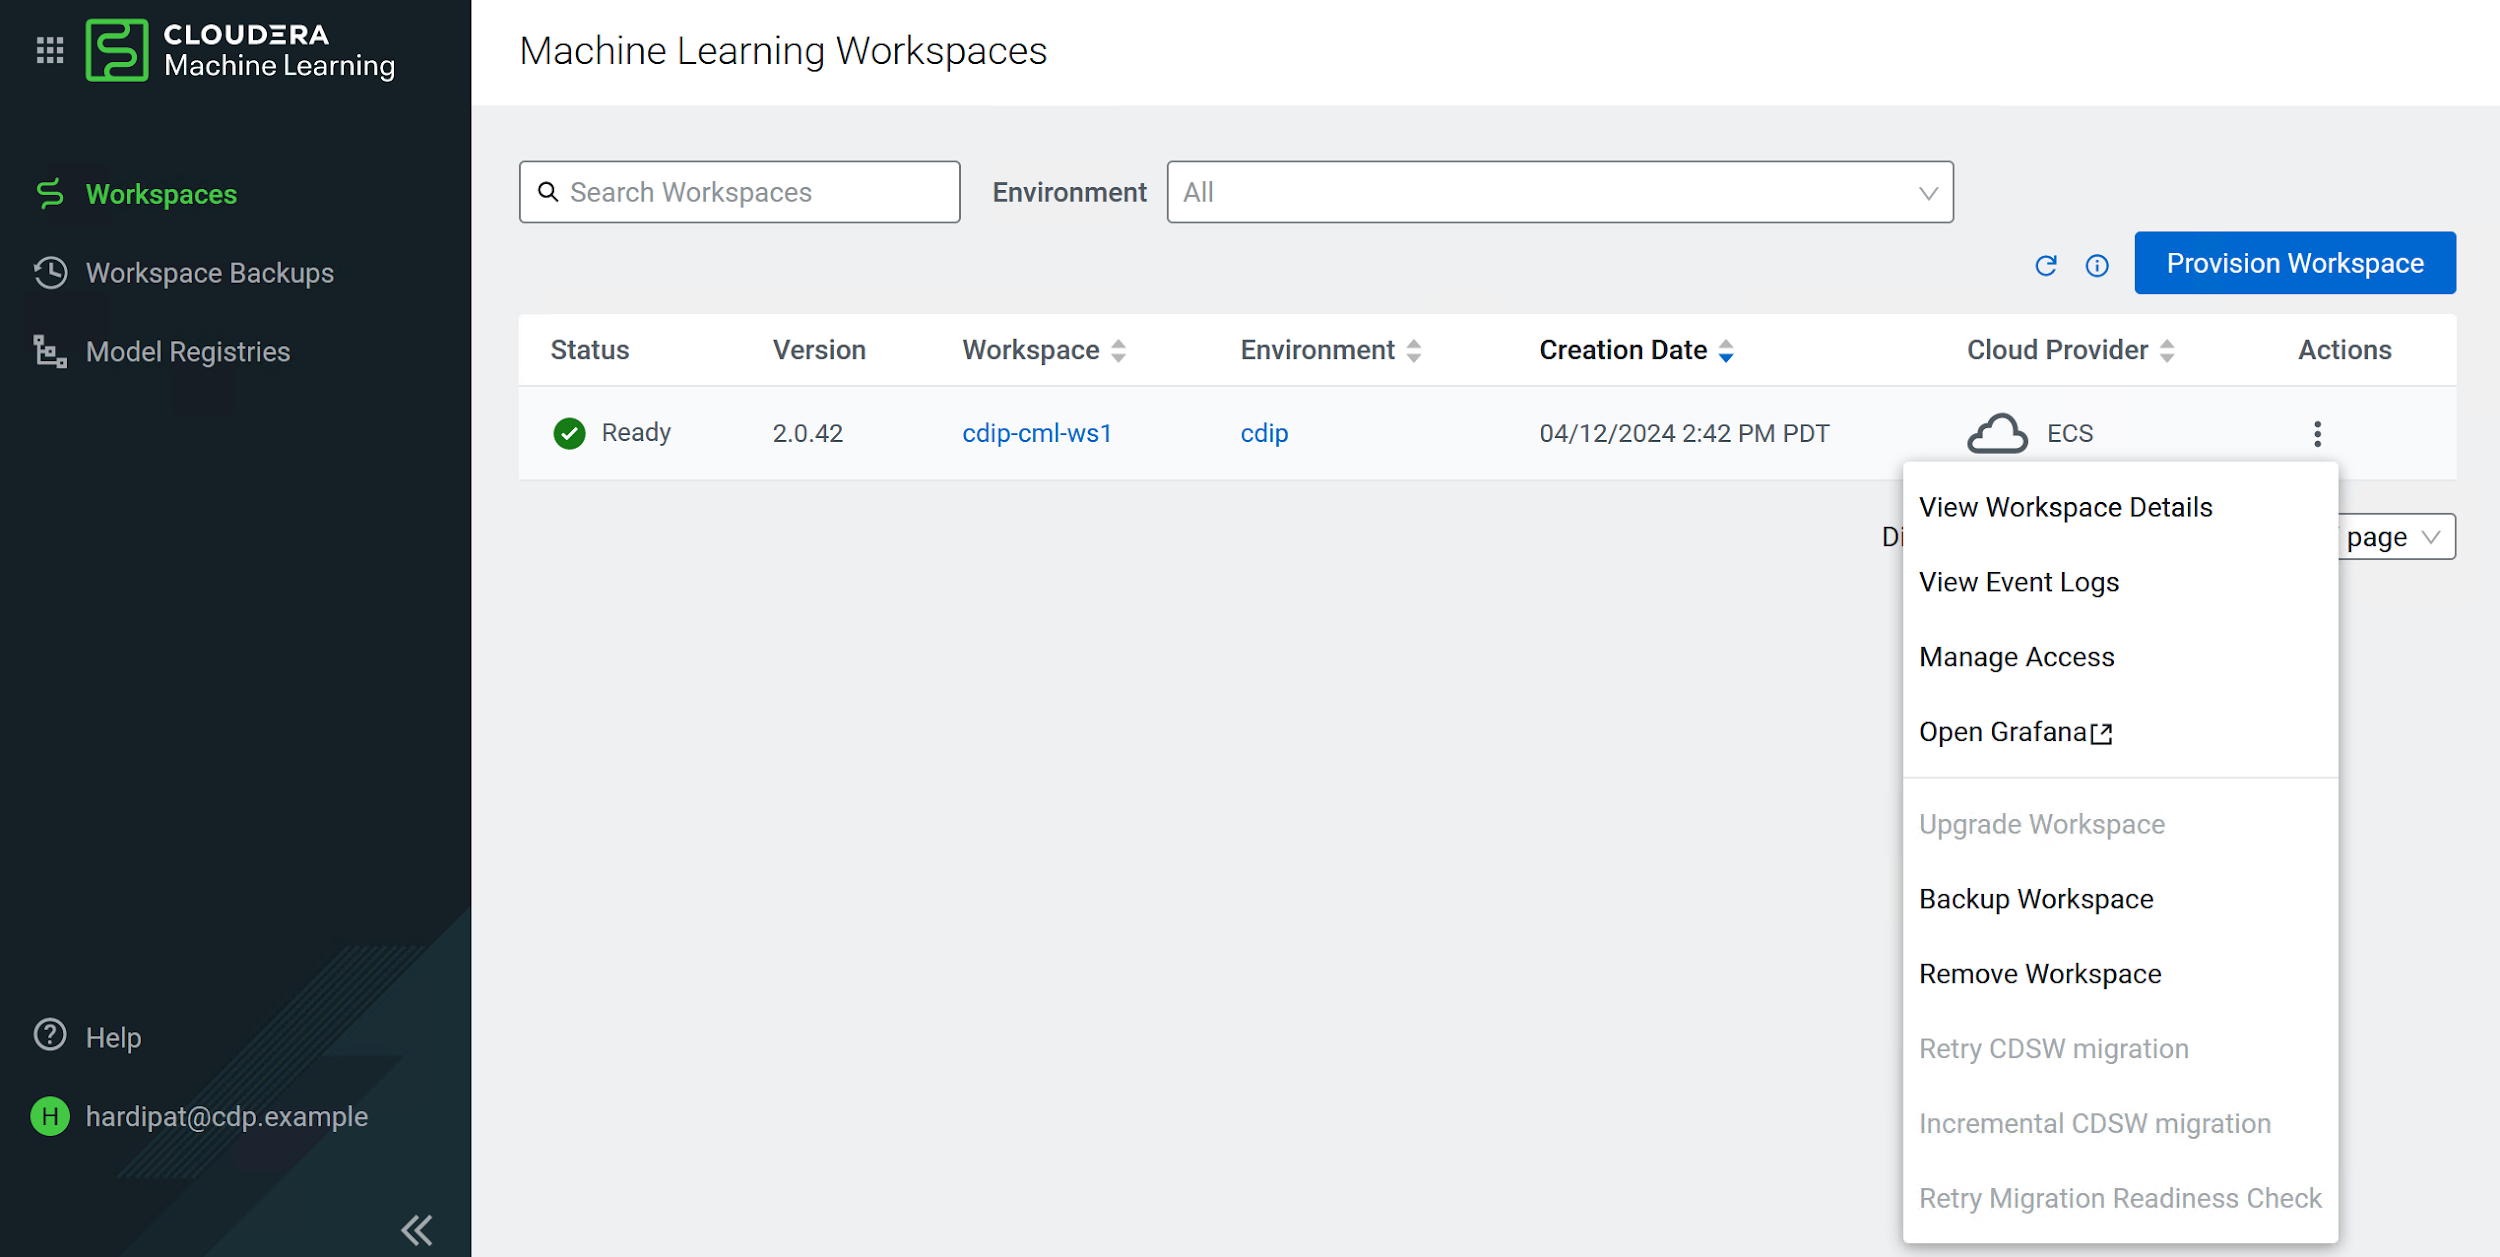 CLOUDERA
Machine Learning
Workspaces
Workspace Backups
Model Registries
Help
H hardipat@cdp.example
Machine Learning Workspaces
Search Workspaces Environment All
Provision Workspace
Status Version Workspace Environment Creation Date Cloud Provider Actions
Ready 2.0.42 cdip-cml-ws1 cdip 04/12/2024 2:42 PM PDT ECS
page
View Workspace Details
View Event Logs
Manage Access
Open Grafana
Upgrade Workspace
Backup Workspace
Remove Workspace
Retry CDSW migration
Incremental CDSW migration
Retry Migration Readiness Check